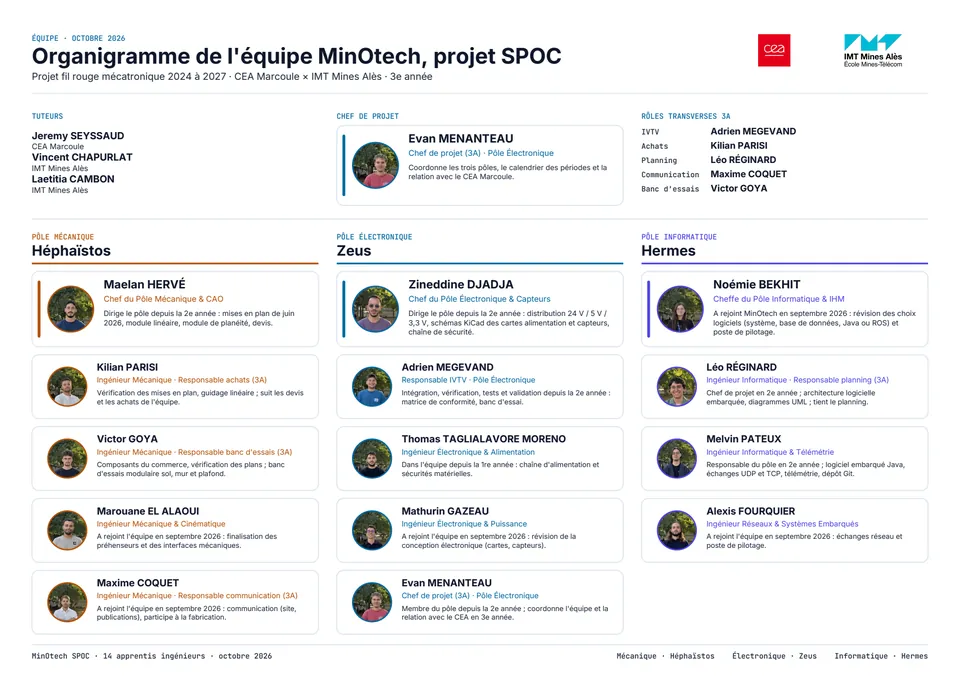 ÉQUIPE · OCTOBRE 2026
Organigramme de l'équipe MinOtech, projet SPOC
Projet fil rouge mécatronique 2024 à 2027 · CEA Marcoule × IMT Mines Alès · 3e année
cea
IMT Mines Alès
École Mines-Télécom
TUTEURS
Jeremy SEYSSAUD
CEA Marcoule
Vincent CHAPURLAT
IMT Mines Alès
Laetitia CAMBON
IMT Mines Alès
CHEF DE PROJET
Evan MENANTEAU
Chef de projet (3A) · Pôle Électronique
Coordonne les trois pôles, le calendrier des périodes et la
relation avec le CEA Marcoule.
RÔLES TRANSVERSES 3A
IVTV Adrien MEGEVAND
Achats Kilian PARISI
Planning Léo RÉGINARD
Communication Maxime COQUET
Banc d'essais Victor GOYA
PÔLE MÉCANIQUE
Héphaïstos
Maelan HERVÉ
Chef du Pôle Mécanique & CAO
Dirige le pôle depuis la 2e année : mises en plan de juin
2026, module linéaire, module de planéité, devis.
Kilian PARISI
Ingénieur Mécanique · Responsable achats (3A)
Vérification des mises en plan, guidage linéaire ; suit les devis
et les achats de l'équipe.
Victor GOYA
Ingénieur Mécanique · Responsable banc d'essais (3A)
Composants du commerce, vérification des plans ; banc
d'essais modulaire sol, mur et plafond.
Marouane EL ALAOUI
Ingénieur Mécanique & Cinématique
A rejoint l'équipe en septembre 2026 : finalisation des
préhenseurs et des interfaces mécaniques.
Maxime COQUET
Ingénieur Mécanique · Responsable communication (3A)
A rejoint l'équipe en septembre 2026 : communication (site,
publications), participe à la fabrication.
PÔLE ÉLECTRONIQUE
Zeus
Zineddine DJADJA
Chef du Pôle Électronique & Capteurs
Dirige le pôle depuis la 2e année : distribution 24 V / 5 V /
3,3 V, schémas KiCad des cartes alimentation et capteurs,
chaîne de sécurité.
Adrien MEGEVAND
Responsable IVTV · Pôle Électronique
Intégration, vérification, tests et validation depuis la 2e année :
matrice de conformité, banc d'essai.
Thomas TAGLIALAVORE MORENO
Ingénieur Électronique & Alimentation
Dans l'équipe depuis la 1re année : chaîne d'alimentation et
sécurités matérielles.
Mathurin GAZEAU
Ingénieur Électronique & Puissance
A rejoint l'équipe en septembre 2026 : révision de la
conception électronique (cartes, capteurs).
Evan MENANTEAU
Chef de projet (3A) · Pôle Électronique
Membre du pôle depuis la 2e année ; coordonne l'équipe et la
relation avec le CEA en 3e année.
PÔLE INFORMATIQUE
Hermes
Noémie BEKHIT
Cheffe du Pôle Informatique & IHM
A rejoint MinOtech en septembre 2026 : révision des choix
logiciels (système, base de données, Java ou ROS) et
poste de pilotage.
Léo RÉGINARD
Ingénieur Informatique · Responsable planning (3A)
Chef de projet en 2e année ; architecture logicielle
embarquée, diagrammes UML ; tient le planning.
Melvin PATEUX
Ingénieur Informatique & Télémétrie
Responsable du pôle en 2e année ; logiciel embarqué Java,
échanges UDP et TCP, télémétrie, dépôt Git.
Alexis FOURQUIER
Ingénieur Réseaux & Systèmes Embarqués
A rejoint l'équipe en septembre 2026 : échanges réseau et
poste de pilotage.
MinOtech SPOC · 14 apprentis ingénieurs · octobre 2026
Mécanique · Héphaïstos Électronique · Zeus Informatique · Hermes